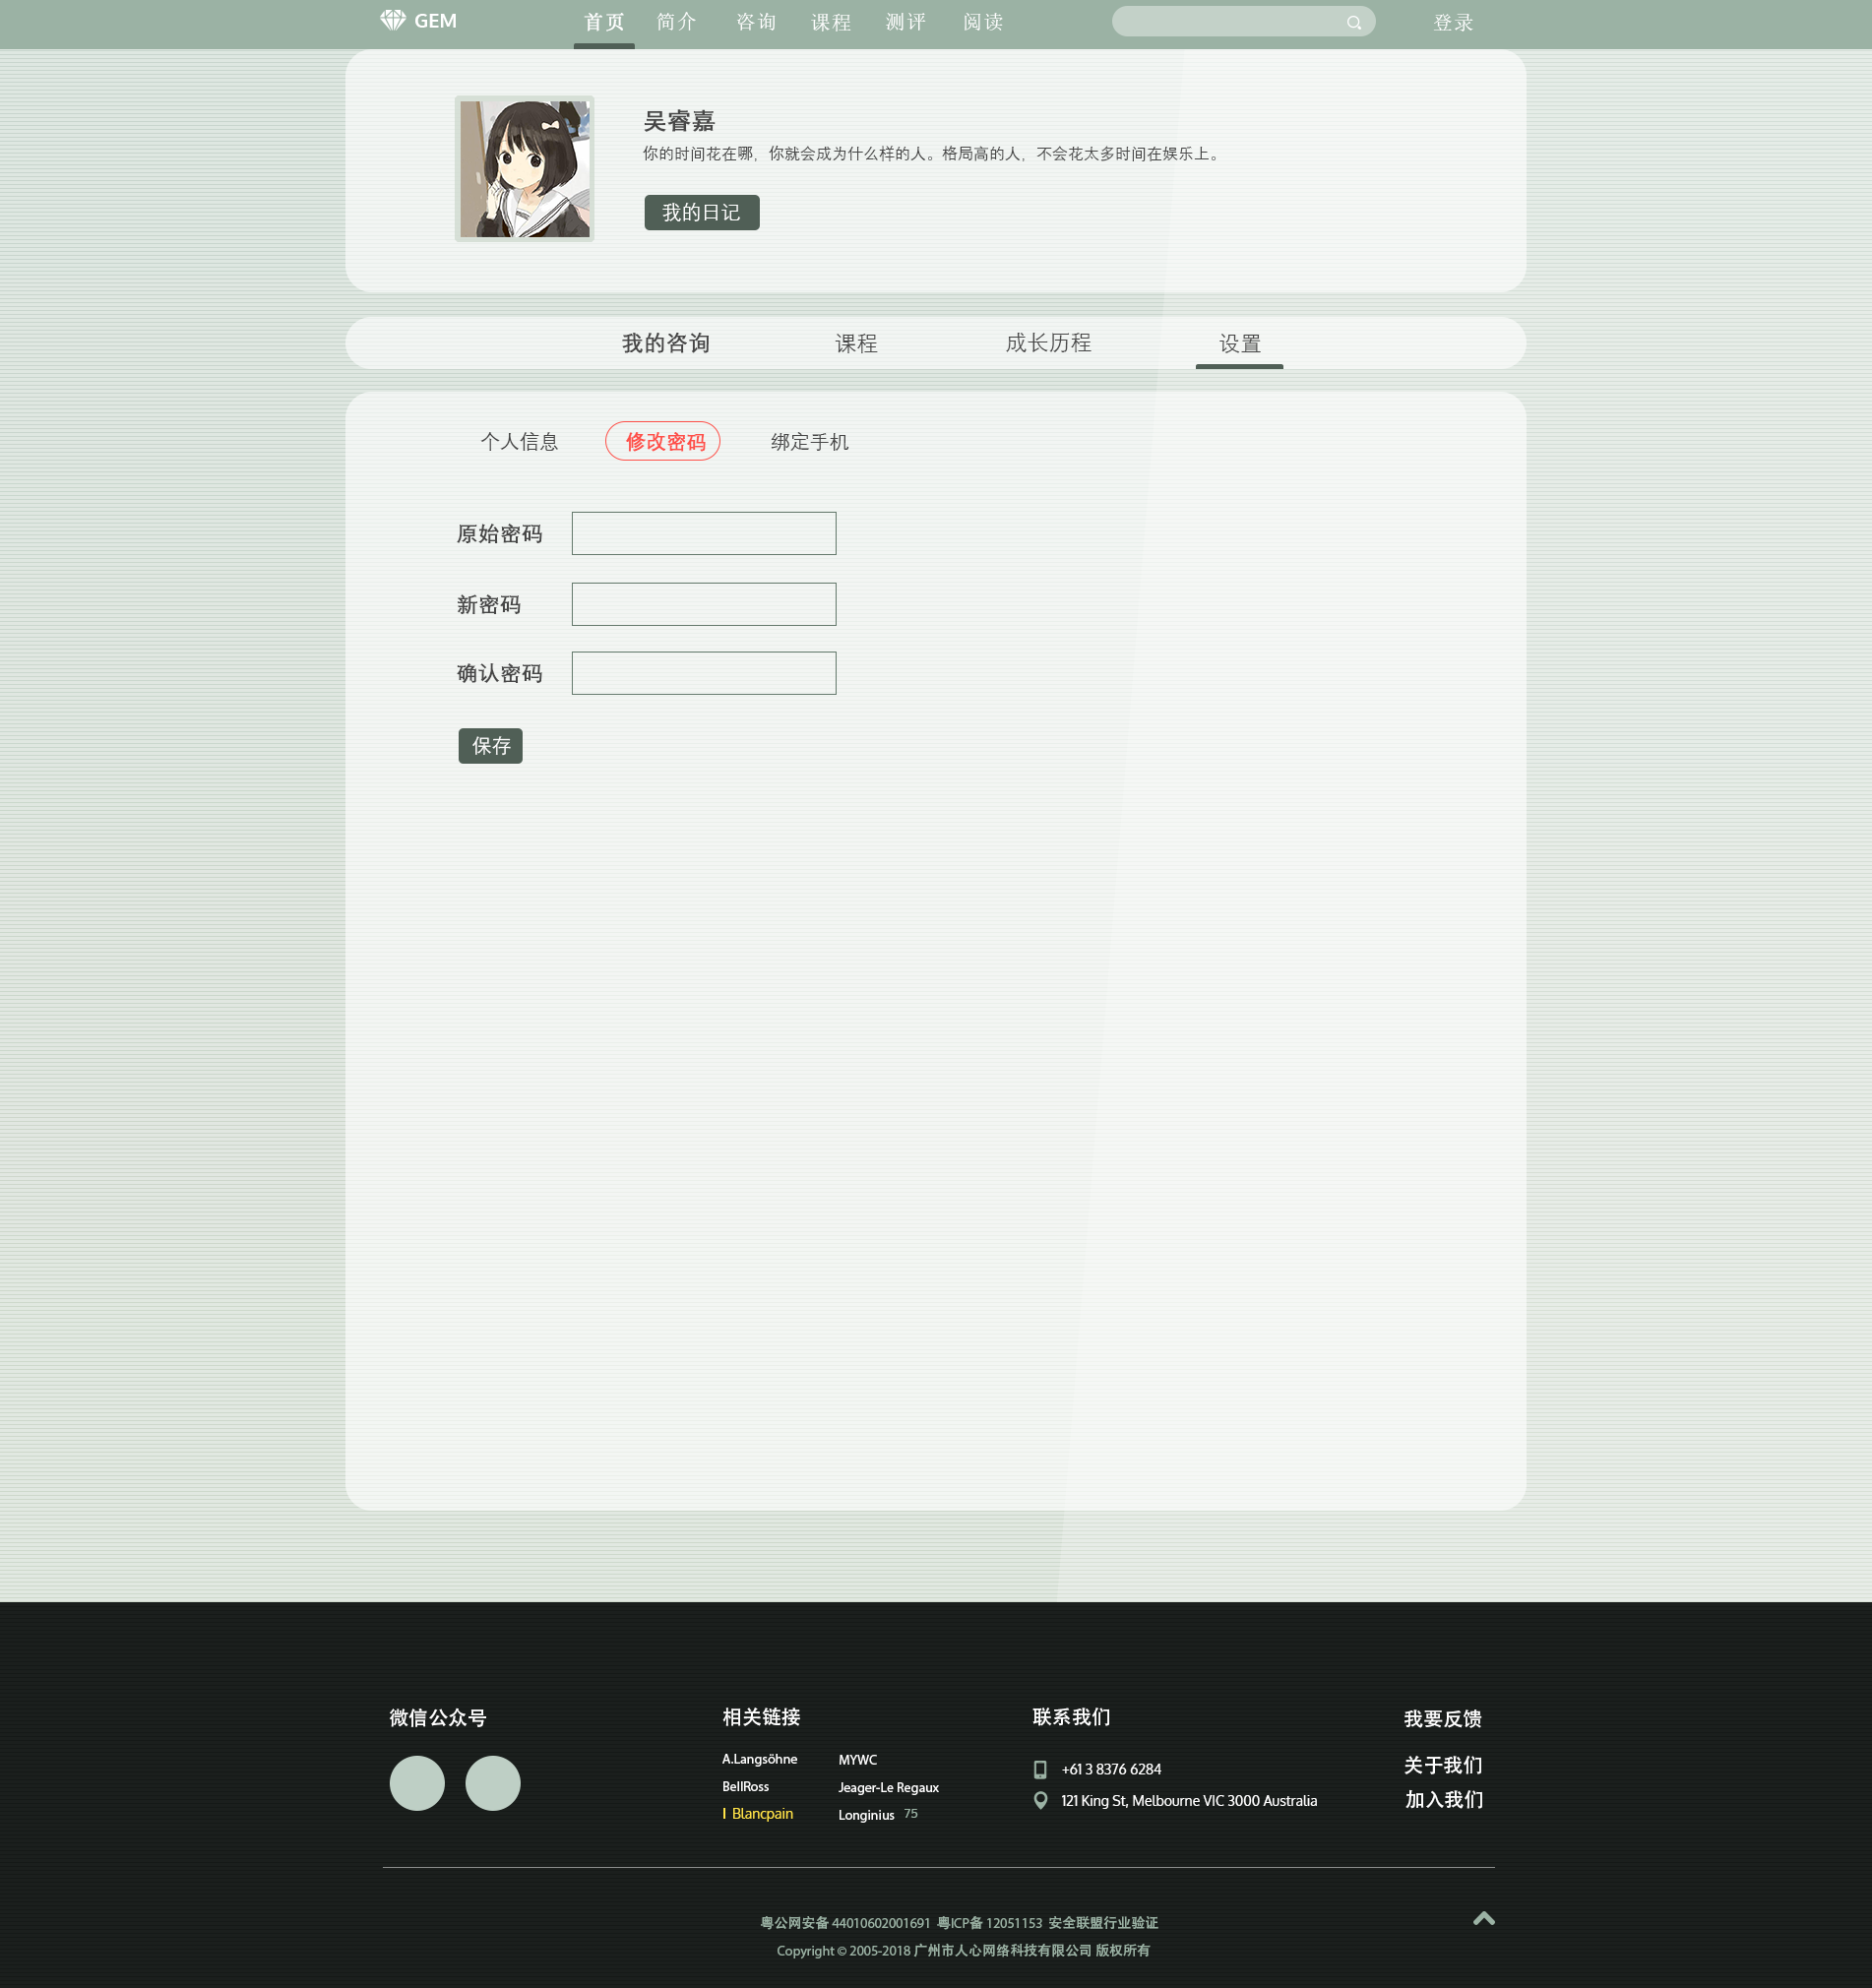 GEM 首页 简介 咨询 课程 测评 阅读 登录
吴睿嘉
你的时间花在哪，你就会成为什么样的人。格局高的人，不会花太多时间在娱乐上。
我的日记
我的咨询 课程 成长历程 设置
个人信息 修改密码 绑定手机
原始密码
新密码
确认密码
保存
微信公众号
相关链接
A.Langsöhne MYWC
BellRoss Jeager-Le Regaux
Blancpain Longinius 75
联系我们
+61 3 8376 6284
121 King St, Melbourne VIC 3000 Australia
我要反馈
关于我们
加入我们
粤公网安备 44010602001691 粤ICP备 12051153 安全联盟行业验证
Copyright © 2005-2018 广州市人心网络科技有限公司 版权所有